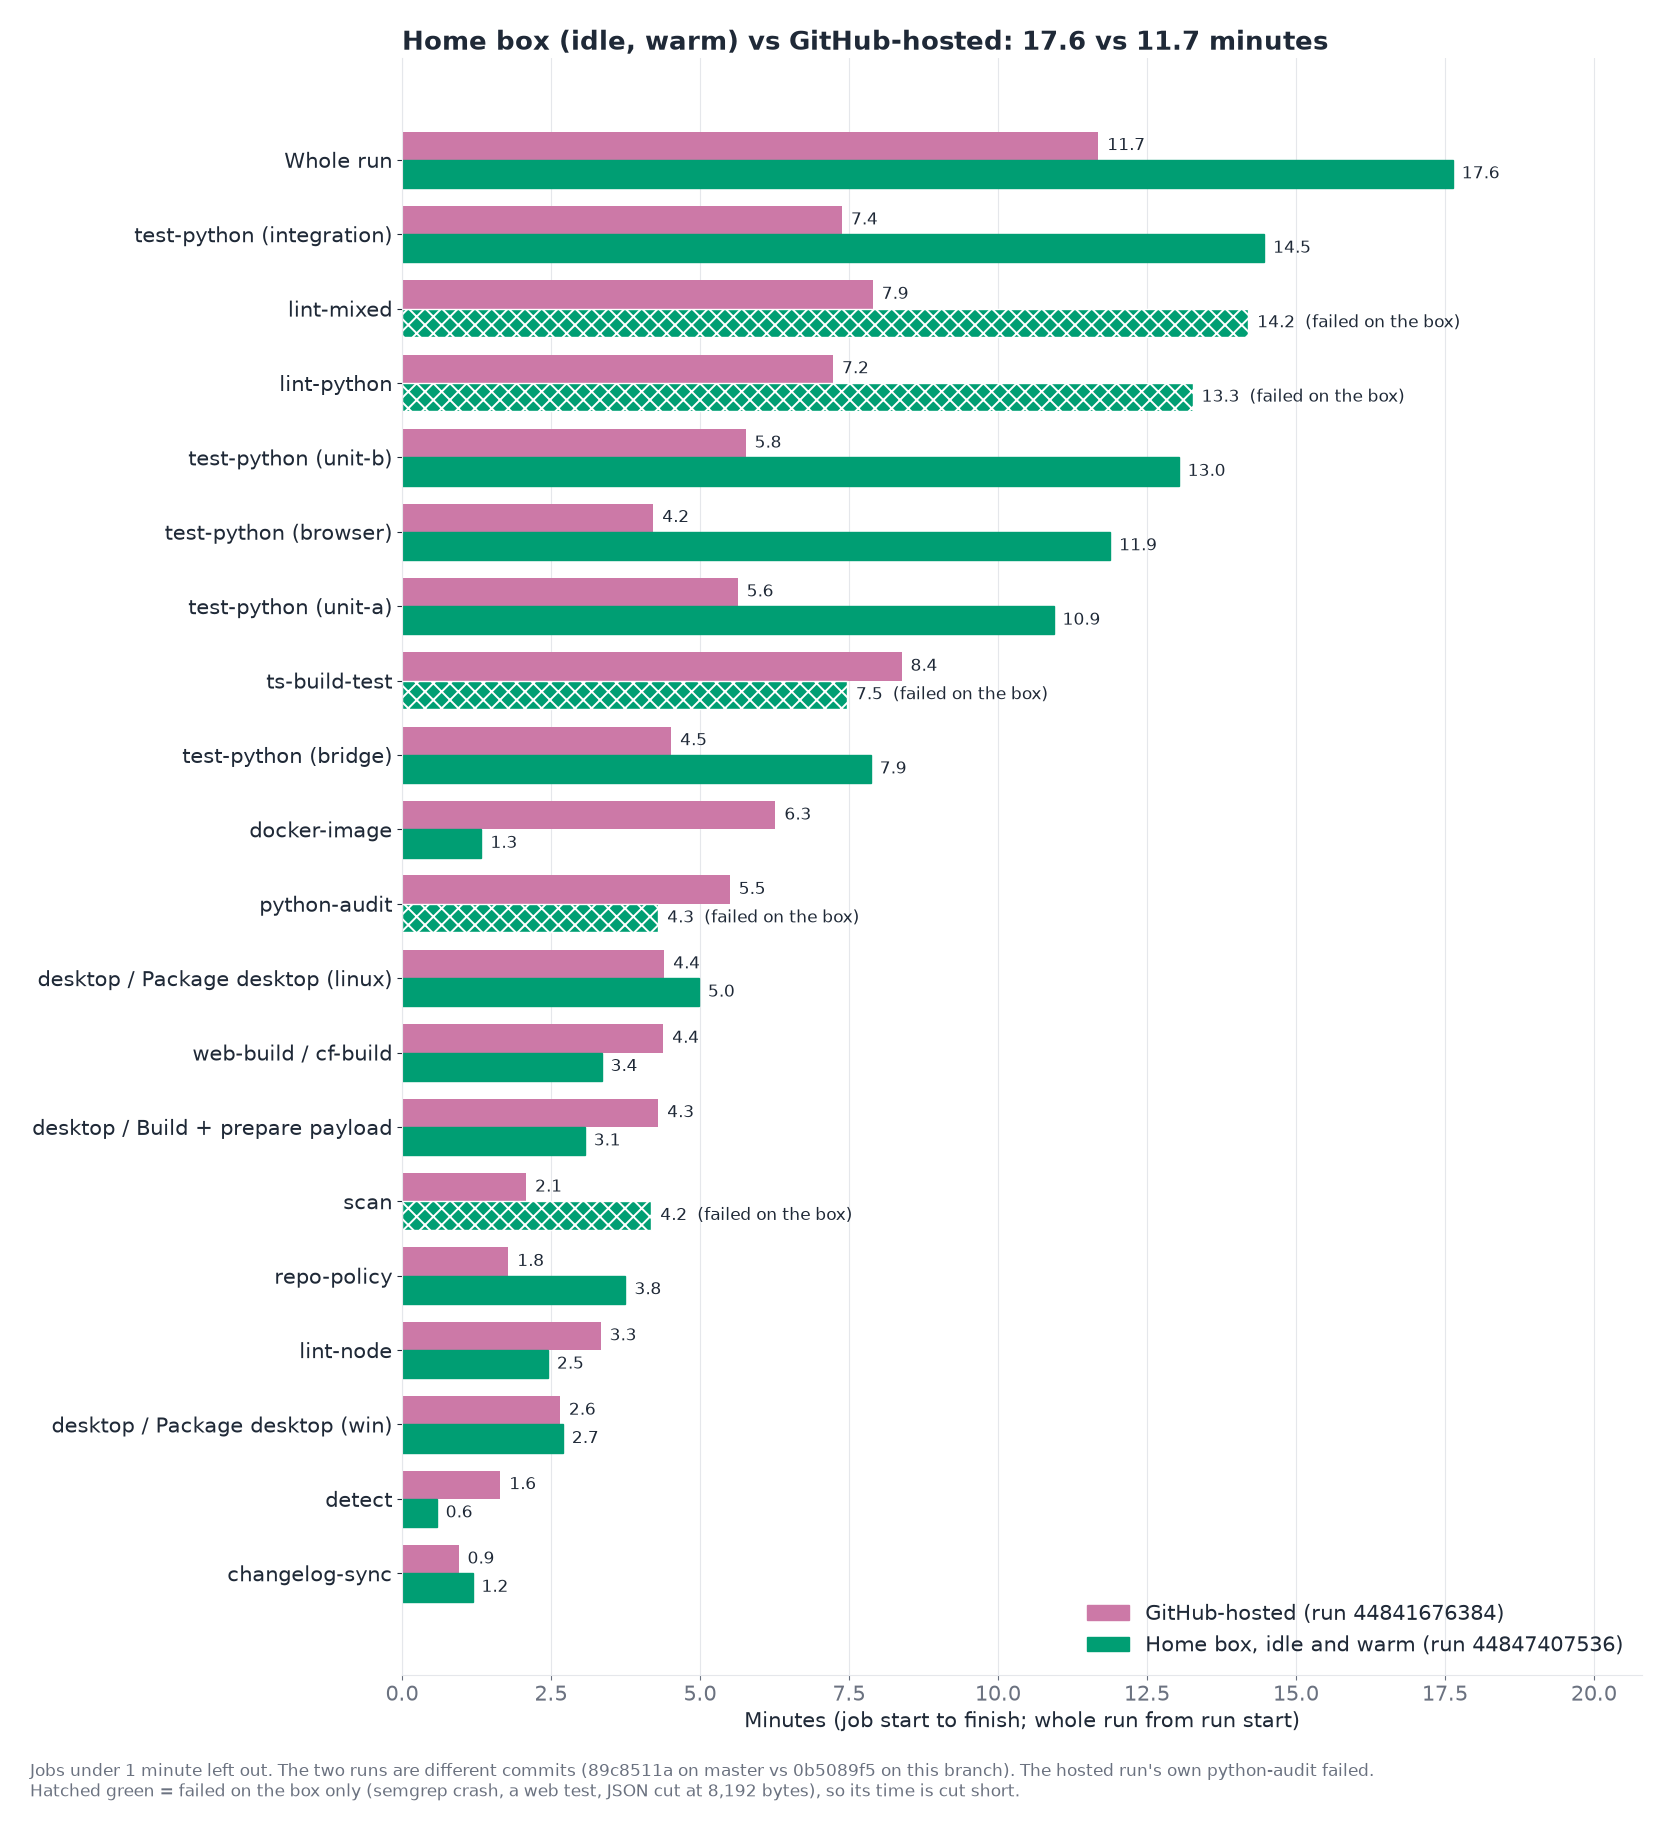 Home box (idle, warm) vs GitHub-hosted: 17.6 vs 11.7 minutes
Whole run
11.7
17.6
test-python (integration)
7.4
14.5
lint-mixed
7.9
14.2 (failed on the box)
lint-python
7.2
13.3 (failed on the box)
test-python (unit-b)
5.8
13.0
test-python (browser)
4.2
11.9
test-python (unit-a)
5.6
10.9
ts-build-test
8.4
7.5 (failed on the box)
test-python (bridge)
4.5
7.9
docker-image
6.3
1.3
python-audit
5.5
4.3 (failed on the box)
desktop / Package desktop (linux)
4.4
5.0
web-build / cf-build
4.4
3.4
desktop / Build + prepare payload
4.3
3.1
scan
2.1
4.2 (failed on the box)
repo-policy
1.8
3.8
lint-node
3.3
2.5
desktop / Package desktop (win)
2.6
2.7
detect
1.6
0.6
changelog-sync
0.9
1.2
GitHub-hosted (run 44841676384)
Home box, idle and warm (run 44847407536)
0.0 2.5 5.0 7.5 10.0 12.5 15.0 17.5 20.0
Minutes (job start to finish; whole run from run start)
Jobs under 1 minute left out. The two runs are different commits (89c8511a on master vs 0b5089f5 on this branch). The hosted run's own python-audit failed.
Hatched green = failed on the box only (semgrep crash, a web test, JSON cut at 8,192 bytes), so its time is cut short.